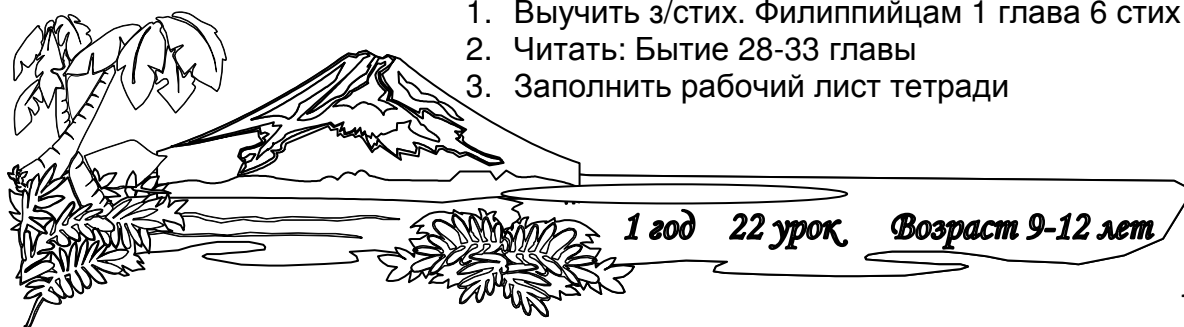 1. Выучить з/стих. Филиппийцам 1 глава 6 стих
2. Читать: Бытие 28-33 главы
3. Заполнить рабочий лист тетради
1 год 22 урок Возраст 9-12 лет